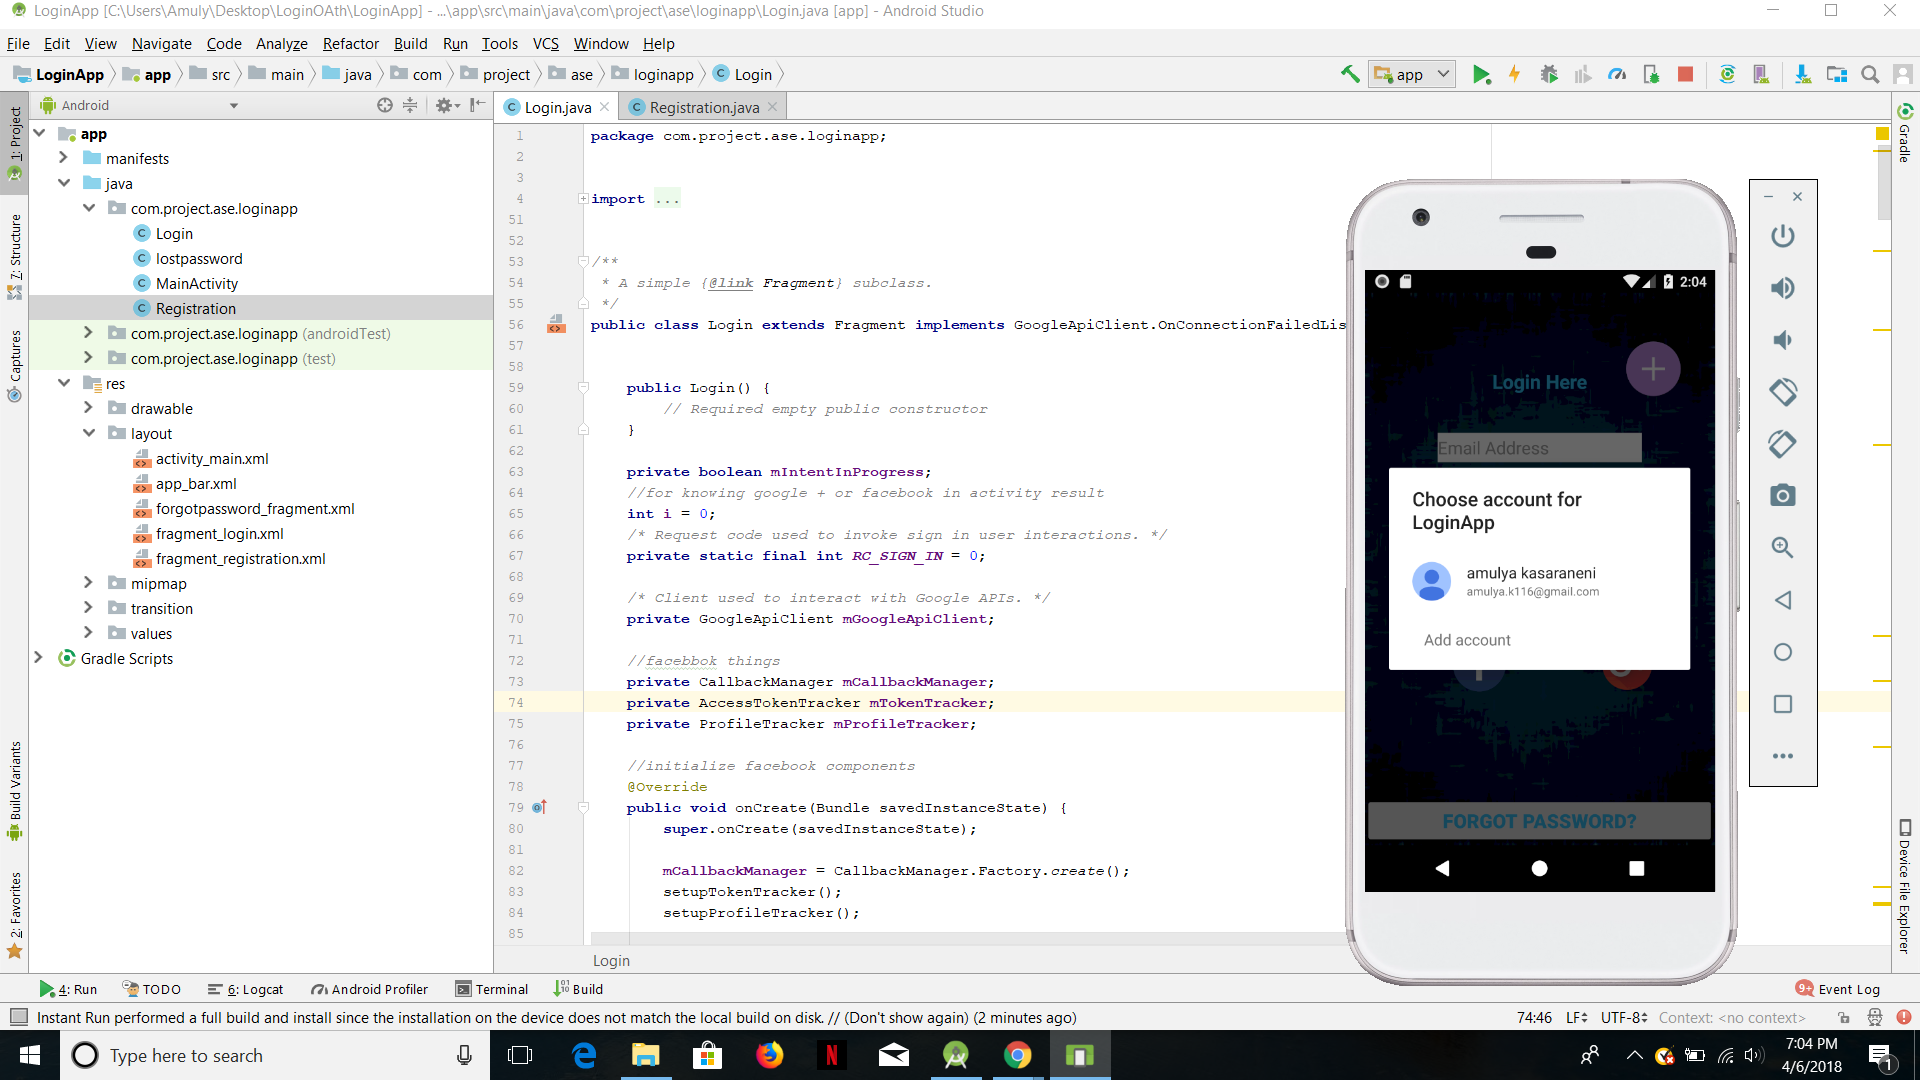 LoginApp [C:\Users\Amuly\Desktop\LoginOAth\LoginApp] - ...\app\src\main\java\com\project\ase\loginapp\Login.java [app] - Android Studio
File Edit View Navigate Code Analyze Refactor Build Run Tools VCS Window Help
LoginApp app src main java com project ase loginapp Login
app
1: Project
7: Structure
Captures
Build Variants
2: Favorites
Android
app
manifests
java
com.project.ase.loginapp
Login
lostpassword
MainActivity
Registration
com.project.ase.loginapp (androidTest)
com.project.ase.loginapp (test)
res
drawable
layout
activity_main.xml
app_bar.xml
forgotpassword_fragment.xml
fragment_login.xml
fragment_registration.xml
mipmap
transition
values
Gradle Scripts
Login.java Registration.java
1 package com.project.ase.loginapp;
2
3
4 import ...
51
52
53 /**
54 * A simple {@link Fragment} subclass.
55 */
56 public class Login extends Fragment implements GoogleApiClient.OnConnectionFailedLis
57
58
59 public Login() {
60 // Required empty public constructor
61 }
62
63 private boolean mIntentInProgress;
64 //for knowing google + or facebook in activity result
65 int i = 0;
66 /* Request code used to invoke sign in user interactions. */
67 private static final int RC_SIGN_IN = 0;
68
69 /* Client used to interact with Google APIs. */
70 private GoogleApiClient mGoogleApiClient;
71
72 //facebbok things
73 private CallbackManager mCallbackManager;
74 private AccessTokenTracker mTokenTracker;
75 private ProfileTracker mProfileTracker;
76
77 //initialize facebook components
78 @Override
79 public void onCreate(Bundle savedInstanceState) {
80 super.onCreate(savedInstanceState);
81
82 mCallbackManager = CallbackManager.Factory.create();
83 setupTokenTracker();
84 setupProfileTracker();
85
Login
2:04
Login Here
Email Address
Choose account for
LoginApp
amulya kasaraneni
amulya.k116@gmail.com
Add account
FORGOT PASSWORD?
Gradle
Device File Explorer
4: Run TODO 6: Logcat Android Profiler Terminal Build 9+ Event Log
Instant Run performed a full build and install since the installation on the device does not match the local build on disk. // (Don't show again) (2 minutes ago) 74:46 LF UTF-8 Context: <no context>
Type here to search
7:04 PM
4/6/2018
1